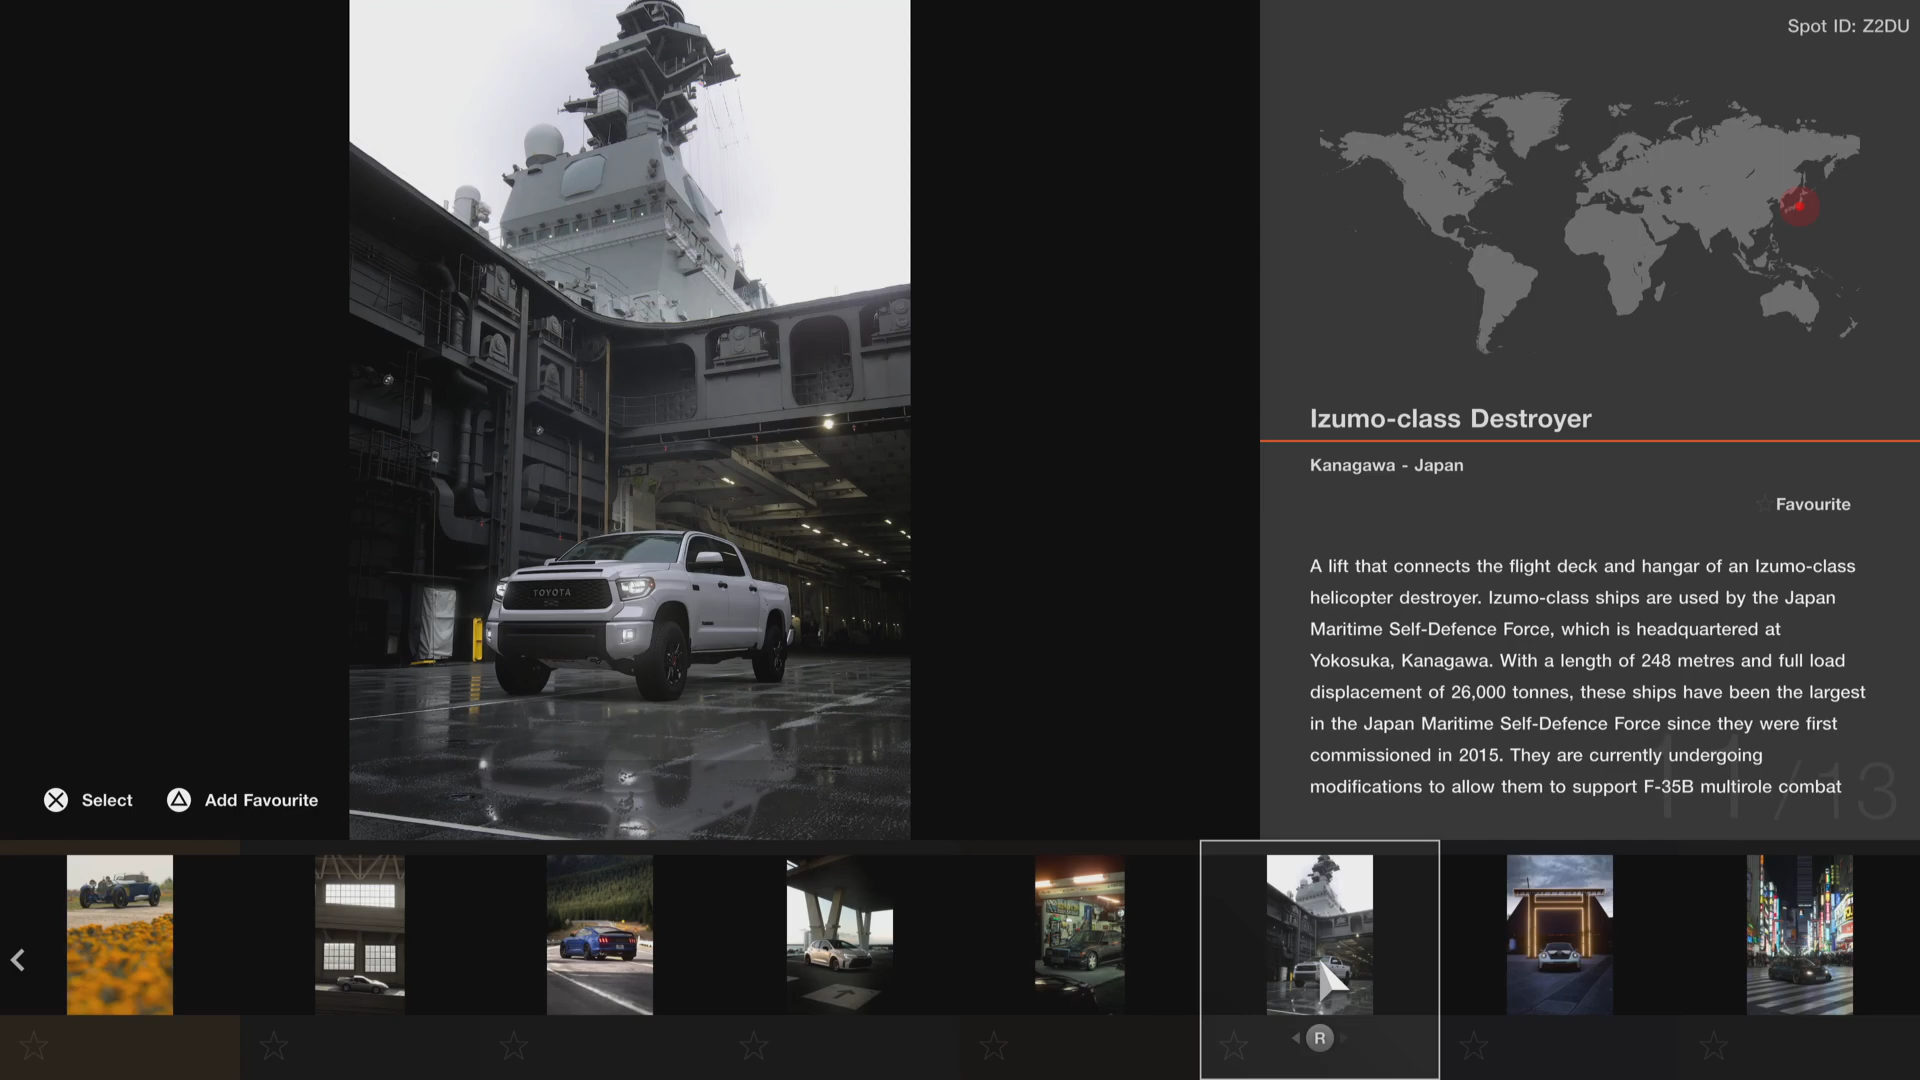 Spot ID: Z2DU
TOYOTA
Izumo-class Destroyer
Kanagawa - Japan
Favourite
A lift that connects the flight deck and hangar of an Izumo-class
helicopter destroyer. Izumo-class ships are used by the Japan
Maritime Self-Defence Force, which is headquartered at
Yokosuka, Kanagawa. With a length of 248 metres and full load
displacement of 26,000 tonnes, these ships have been the largest
in the Japan Maritime Self-Defence Force since they were first
commissioned in 2015. They are currently undergoing
modifications to allow them to support F-35B multirole combat
11/13
Select
Add Favourite
R